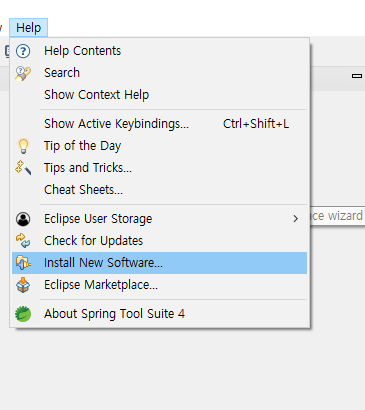 Help
Help Contents
Search
Show Context Help
Show Active Keybindings... Ctrl+Shift+L
Tip of the Day
Tips and Tricks...
Cheat Sheets...
Eclipse User Storage
nce wizard
Check for Updates
Install New Software...
Eclipse Marketplace...
About Spring Tool Suite 4